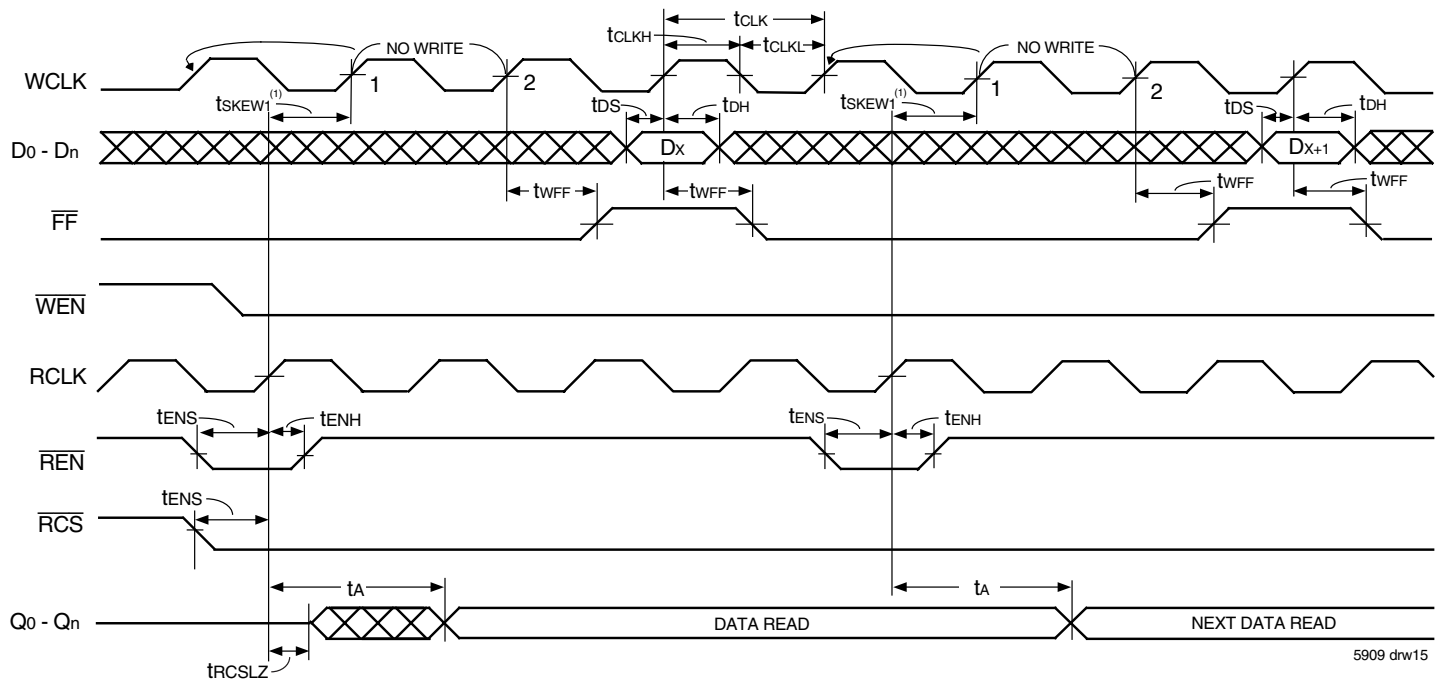 tCLK
tCLKH tCLKL
NO WRITE NO WRITE
WCLK 1 2 1 2
tSKEW1(1) tDS tDH tSKEW1(1) tDS tDH
D0 - Dn DX DX+1
tWFF tWFF tWFF tWFF
FF
WEN
RCLK
tENS tENH tENS tENH
REN
tENS
RCS
tA tA
Q0 - Qn DATA READ NEXT DATA READ
tRCSLZ
5909 drw15